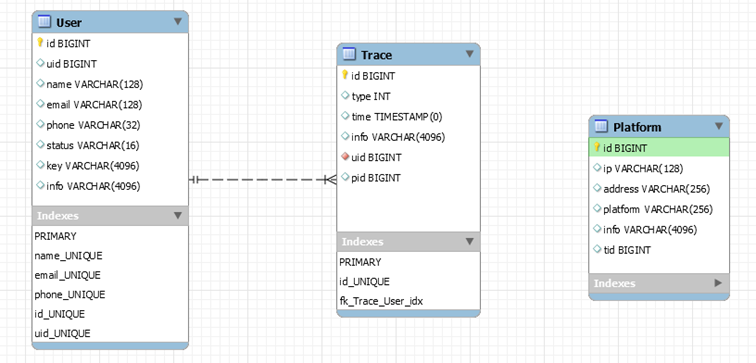 User
id BIGINT
uid BIGINT
name VARCHAR(128)
email VARCHAR(128)
phone VARCHAR(32)
status VARCHAR(16)
key VARCHAR(4096)
info VARCHAR(4096)
Indexes
PRIMARY
name_UNIQUE
email_UNIQUE
phone_UNIQUE
id_UNIQUE
uid_UNIQUE
Trace
id BIGINT
type INT
time TIMESTAMP(0)
info VARCHAR(4096)
uid BIGINT
pid BIGINT
Indexes
PRIMARY
id_UNIQUE
fk_Trace_User_idx
Platform
id BIGINT
ip VARCHAR(128)
address VARCHAR(256)
platform VARCHAR(256)
info VARCHAR(4096)
tid BIGINT
Indexes